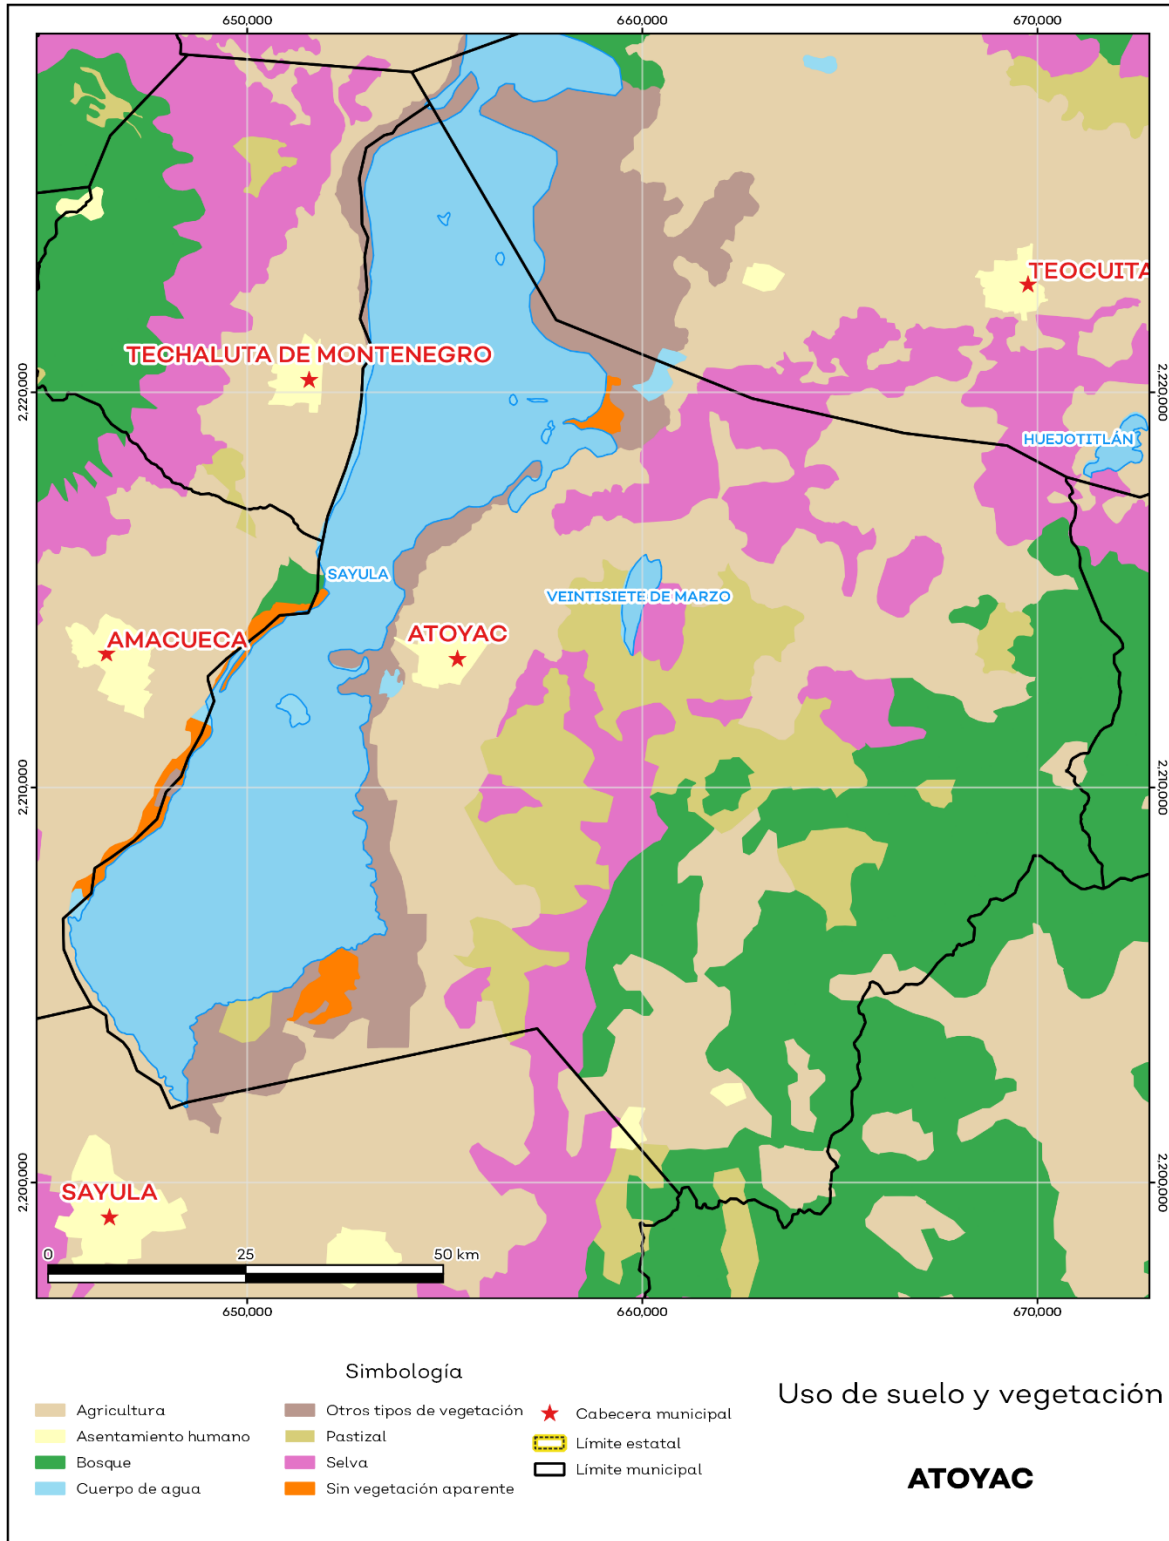 650,000
660,000
670,000
TEOCUITA
TECHALUTA DE MONTENEGRO
2,220,000
2,220,000
HUEJOTITLÁN
SAYULA
VEINTISIETE DE MARZO
ATOYAC
AMACUECA
2,210,000
2,210,000
2,200,000
2,200,000
SAYULA
0 25 50 km
650,000
660,000
670,000
Simbología
Agricultura
Asentamiento humano
Bosque
Cuerpo de agua
Otros tipos de vegetación
Pastizal
Selva
Sin vegetación aparente
Cabecera municipal
Límite estatal
Límite municipal
Uso de suelo y vegetación
ATOYAC